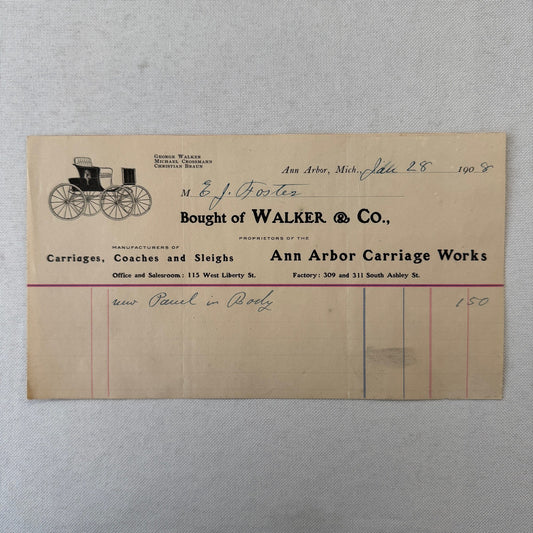 George Walker
Michael Grossmann
Christian Braun
Ann Arbor, Mich., Jan 28 1908
M E. J. Foster
Bought of WALKER & CO.,
PROPRIETORS OF THE
MANUFACTURERS OF
Carriages, Coaches and Sleighs Ann Arbor Carriage Works
Office and Salesroom: 115 West Liberty St. Factory: 309 and 311 South Ashley St.
new Panel in Body 1 50